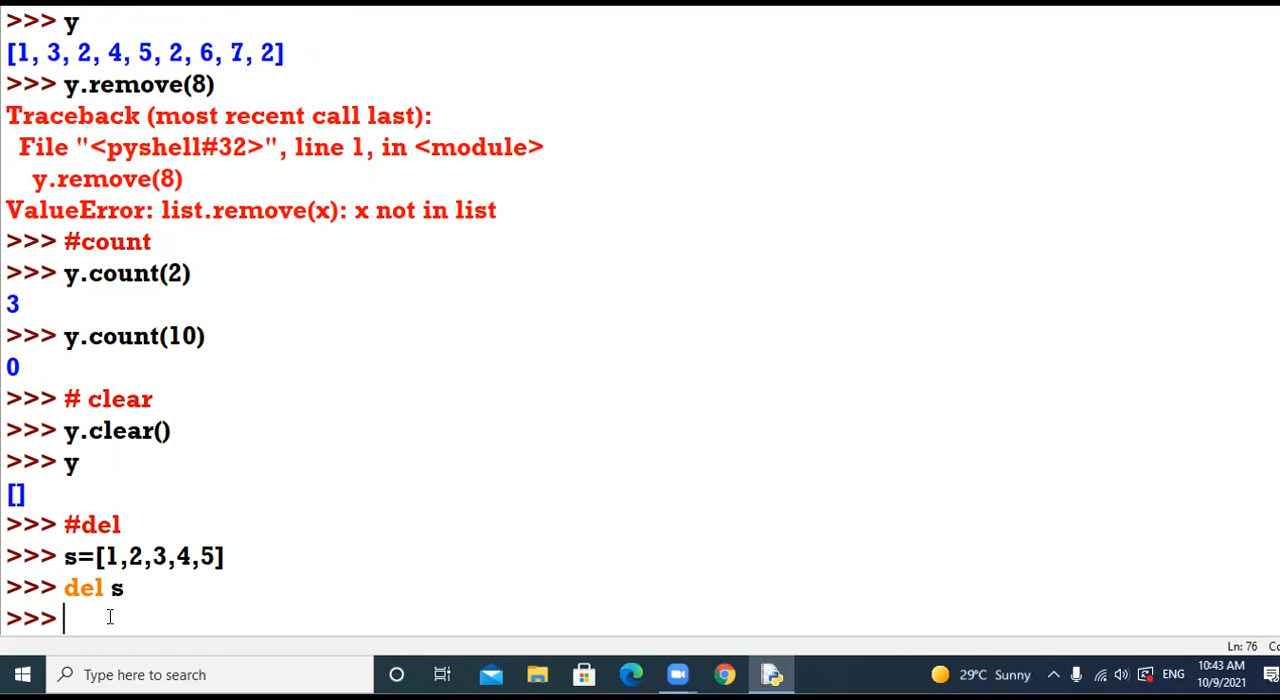 >>> y
[1, 3, 2, 4, 5, 2, 6, 7, 2]
>>> y.remove(8)
Traceback (most recent call last):
  File "<pyshell#32>", line 1, in <module>
    y.remove(8)
ValueError: list.remove(x): x not in list
>>> #count
>>> y.count(2)
3
>>> y.count(10)
0
>>> # clear
>>> y.clear()
>>> y
[]
>>> #del
>>> s=[1,2,3,4,5]
>>> del s
>>>
Ln: 76 Co
Type here to search
29°C Sunny
ENG
10:43 AM
10/9/2021